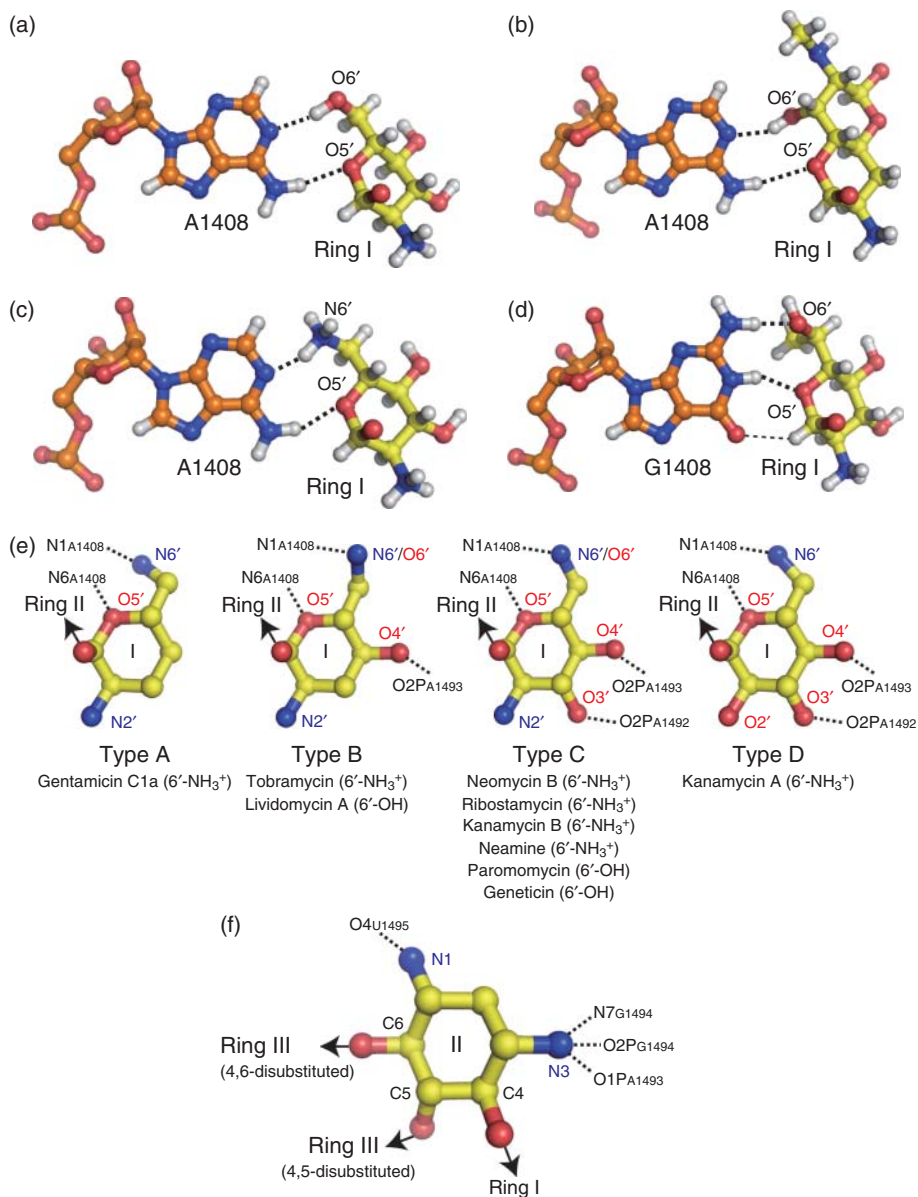 (a)
O6′
O5′
A1408
Ring I
(b)
O6′
O5′
A1408
Ring I
(c)
N6′
O5′
A1408
Ring I
(d)
O6′
O5′
G1408
Ring I
(e)
N1A1408
N6′
N6A1408
Ring II
O5′
I
N2′
Type A
Gentamicin C1a (6′-NH₃⁺)
N1A1408
N6′/O6′
N6A1408
Ring II
O5′
O4′
I
O2PA1493
N2′
Type B
Tobramycin (6′-NH₃⁺)
Lividomycin A (6′-OH)
N1A1408
N6′/O6′
N6A1408
Ring II
O5′
O4′
I
O2PA1493
O3′
N2′
O2PA1492
Type C
Neomycin B (6′-NH₃⁺)
Ribostamycin (6′-NH₃⁺)
Kanamycin B (6′-NH₃⁺)
Neamine (6′-NH₃⁺)
Paromomycin (6′-OH)
Geneticin (6′-OH)
N1A1408
N6′
N6A1408
Ring II
O5′
O4′
I
O2PA1493
O3′
O2′
O2PA1492
Type D
Kanamycin A (6′-NH₃⁺)
(f)
O4U1495
N1
N7G1494
C6
II
O2PG1494
Ring III
(4,6-disubstituted)
N3
O1PA1493
C5
C4
Ring III
(4,5-disubstituted)
Ring I